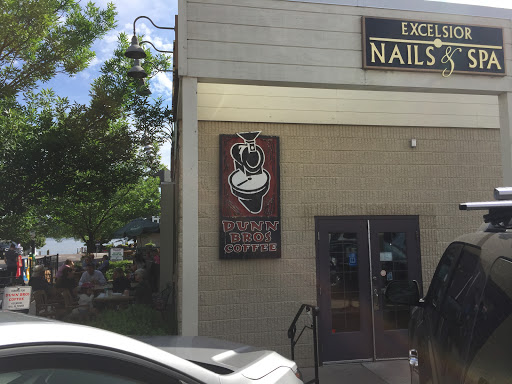 EXCELSIOR
NAILS & SPA
DUNN
BROS
COFFEE